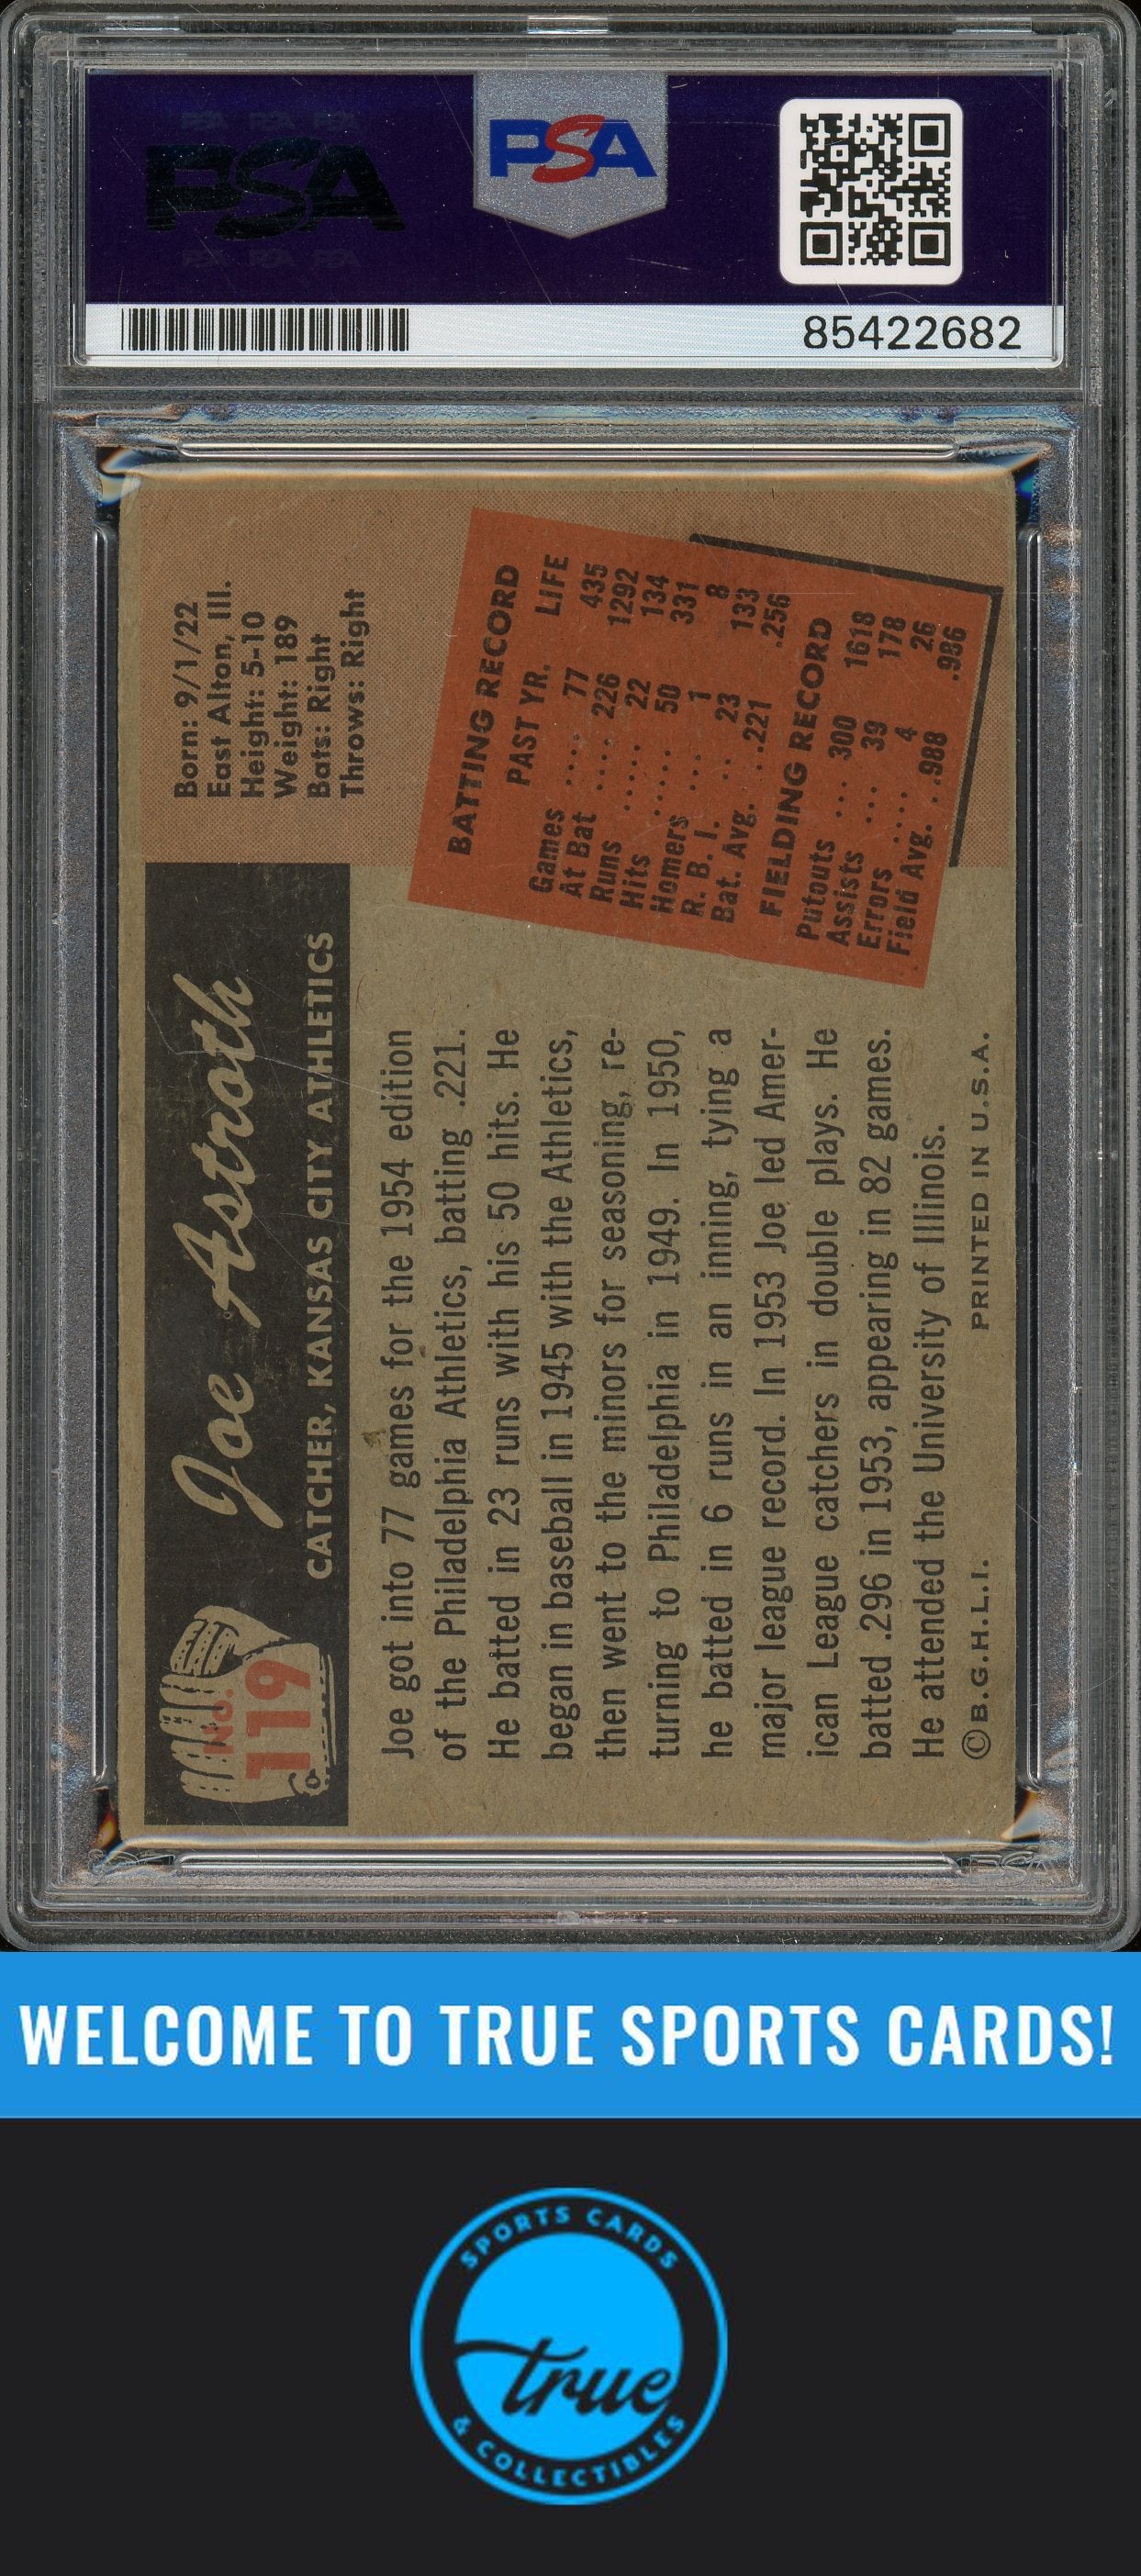 PSA PSA PSA
PSA
PSA PSA PSA
PSA
85422682
No.
119
Joe Astroth
CATCHER, KANSAS CITY ATHLETICS
Born: 9/1/22
East Alton, Ill.
Height: 5-10
Weight: 189
Bats: Right
Throws: Right
Joe got into 77 games for the 1954 edition
of the Philadelphia Athletics, batting .221.
He batted in 23 runs with his 50 hits. He
began in baseball in 1945 with the Athletics,
then went to the minors for seasoning, re-
turning to Philadelphia in 1949. In 1950,
he batted in 6 runs in an inning, tying a
major league record. In 1953 Joe led Amer-
ican League catchers in double plays. He
batted .296 in 1953, appearing in 82 games.
He attended the University of Illinois.
©B.G.H.L.I. PRINTED IN U.S.A.
BATTING RECORD
PAST YR. LIFE
Games .... 77 435
At Bat .... 226 1292
Runs ..... 22 134
Hits ..... 50 331
Homers ... 1 8
R. B. I. .. 23 133
Bat. Avg. . .221 .256
FIELDING RECORD
Putouts ... 300 1618
Assists ... 39 178
Errors .... 4 26
Field Avg. . .988 .986
WELCOME TO TRUE SPORTS CARDS!
SPORTS CARDS
true
& COLLECTIBLES